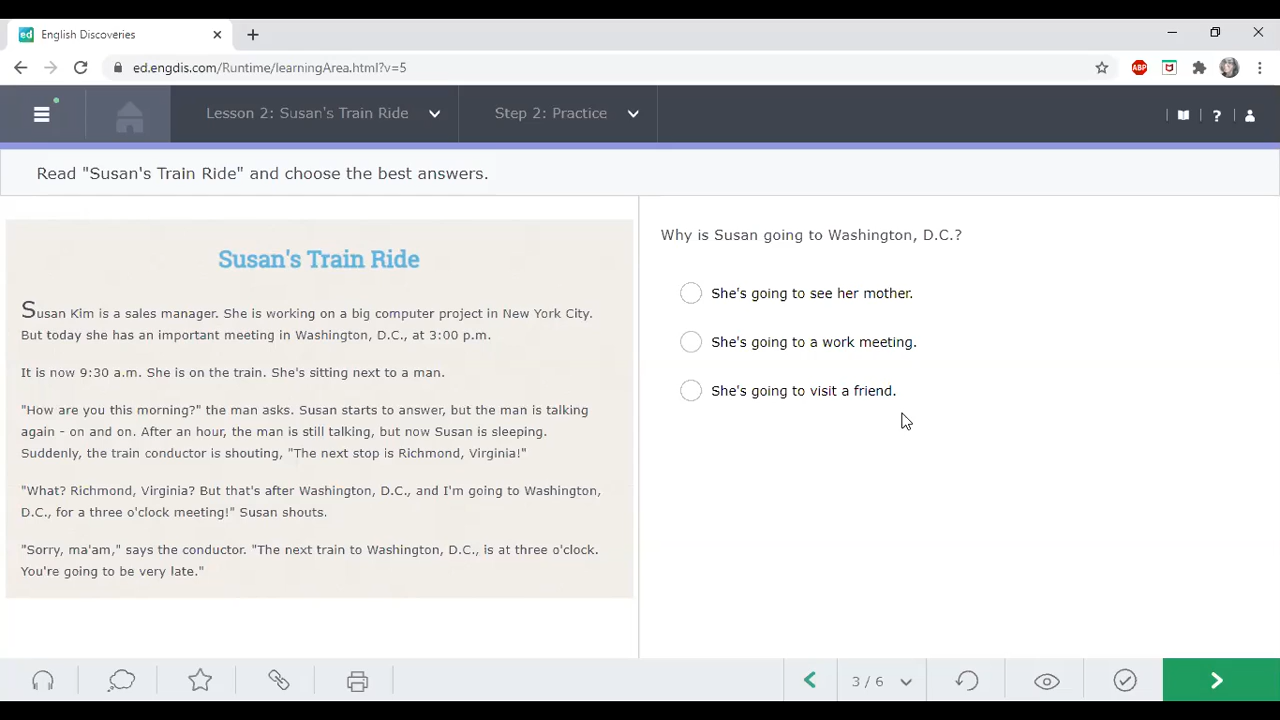 ed English Discoveries
ed.engdis.com/Runtime/learningArea.html?v=5
ABP
Lesson 2: Susan's Train Ride
Step 2: Practice
?
Read "Susan's Train Ride" and choose the best answers.
Susan's Train Ride
Susan Kim is a sales manager. She is working on a big computer project in New York City.
But today she has an important meeting in Washington, D.C., at 3:00 p.m.
It is now 9:30 a.m. She is on the train. She's sitting next to a man.
"How are you this morning?" the man asks. Susan starts to answer, but the man is talking
again - on and on. After an hour, the man is still talking, but now Susan is sleeping.
Suddenly, the train conductor is shouting, "The next stop is Richmond, Virginia!"
"What? Richmond, Virginia? But that's after Washington, D.C., and I'm going to Washington,
D.C., for a three o'clock meeting!" Susan shouts.
"Sorry, ma'am," says the conductor. "The next train to Washington, D.C., is at three o'clock.
You're going to be very late."
Why is Susan going to Washington, D.C.?
She's going to see her mother.
She's going to a work meeting.
She's going to visit a friend.
3 / 6